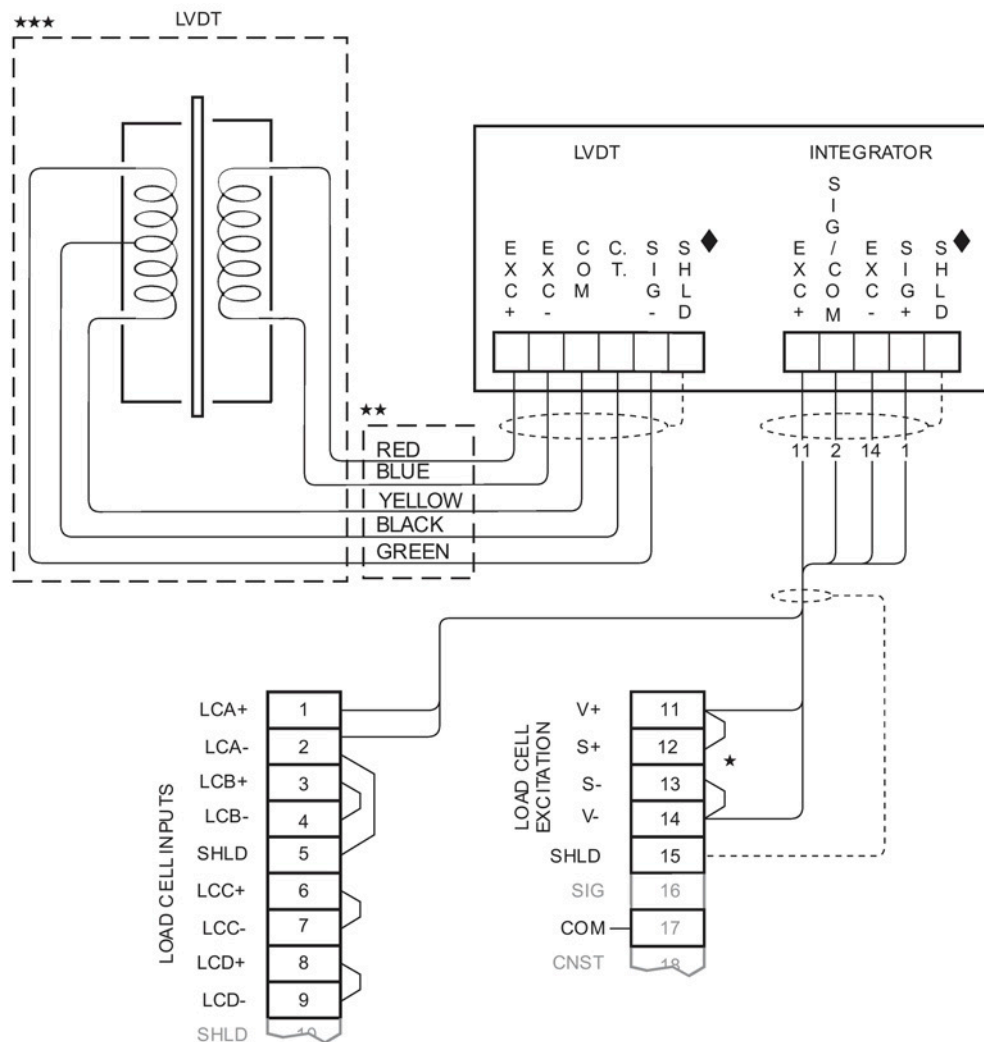 ★★★ LVDT
LVDT
INTEGRATOR
EXC+
EXC-
COM
C.T.
SIG-
SHLD
♦
EXC+
SIG/COM
EXC-
SIG+
SHLD
♦
★★
RED
BLUE
YELLOW
BLACK
GREEN
11 2 14 1
LOAD CELL INPUTS
LCA+ 1
LCA- 2
LCB+ 3
LCB- 4
SHLD 5
LCC+ 6
LCC- 7
LCD+ 8
LCD- 9
SHLD 10
LOAD CELL
EXCITATION
V+ 11
S+ 12
★
S- 13
V- 14
SHLD 15
SIG 16
COM 17
CNST 18